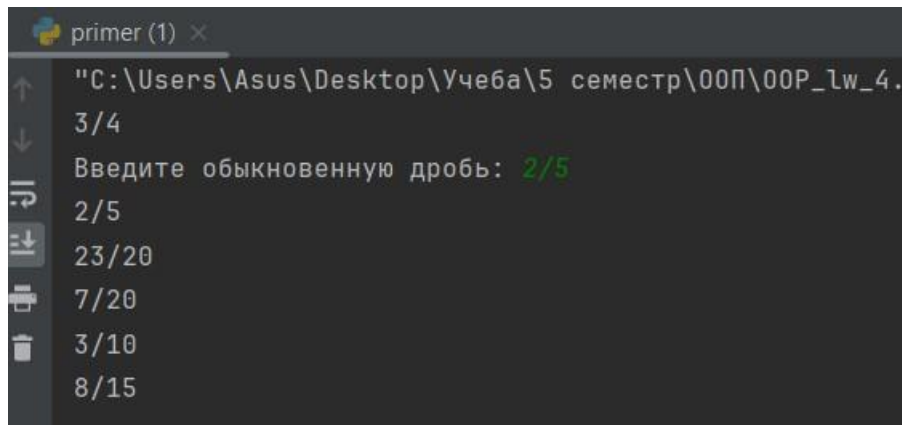 primer (1)
"C:\Users\Asus\Desktop\Учеба\5 семестр\ООП\OOP_lw_4.
3/4
Введите обыкновенную дробь: 2/5
2/5
23/20
7/20
3/10
8/15